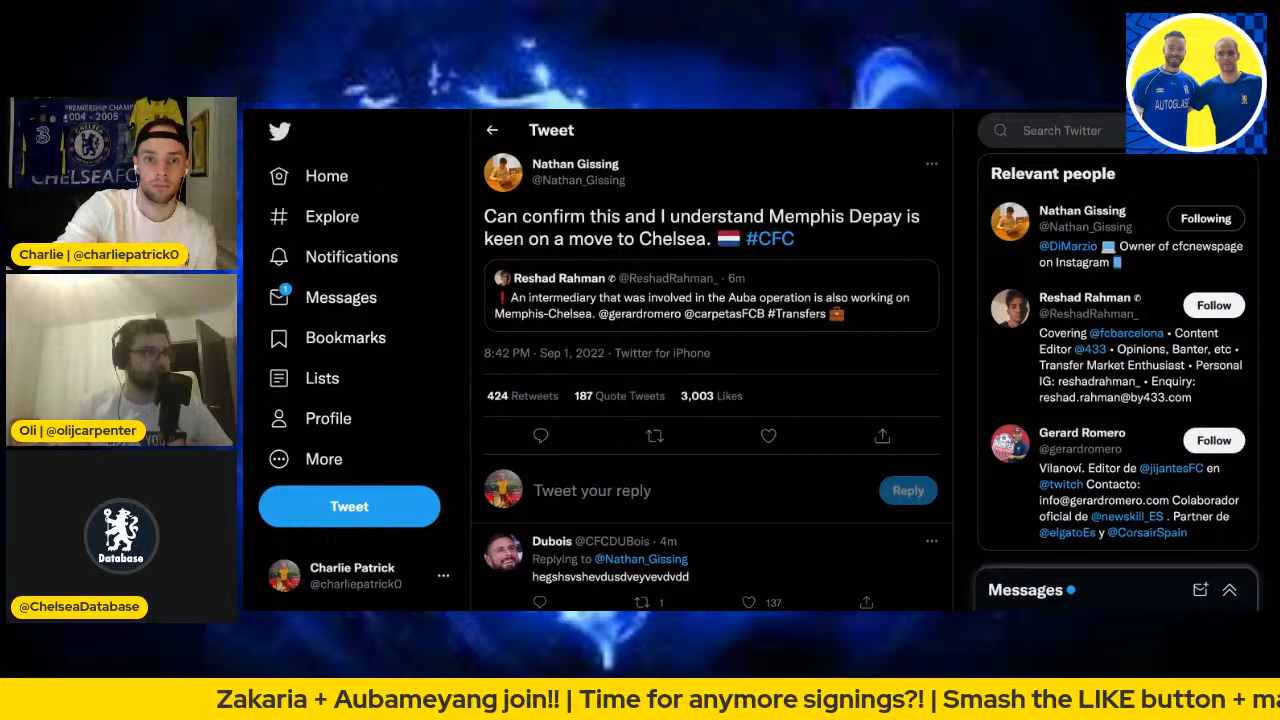 PREMIERSHIP CHAMP
004 - 2005
CHELSEA FC
Charlie | @charliepatrick0
Oli | @olijcarpenter
Database
@ChelseaDatabase
Home
Explore
Notifications
1
Messages
Bookmarks
Lists
Profile
More
Tweet
Charlie Patrick
@charliepatrick0
Tweet
Nathan Gissing
@Nathan_Gissing
Can confirm this and I understand Memphis Depay is
keen on a move to Chelsea. 🇳🇱 #CFC
Reshad Rahman ✆ @ReshadRahman_ · 6m
❗ An intermediary that was involved in the Auba operation is also working on
Memphis-Chelsea. @gerardromero @carpetasFCB #Transfers 💼
8:42 PM · Sep 1, 2022 · Twitter for iPhone
424 Retweets 187 Quote Tweets 3,003 Likes
Tweet your reply
Reply
Dubois @CFCDUBois · 4m
Replying to @Nathan_Gissing
hegshsvshevdusdveyvevdvdd
1 137
Search Twitter
AUTOGLASS
Relevant people
Nathan Gissing
@Nathan_Gissing
Following
@DiMarzio 💻 Owner of cfcnewspage
on Instagram 📱
Reshad Rahman ✆
@ReshadRahman_
Follow
Covering @fcbarcelona • Content
Editor @433 • Opinions, Banter, etc •
Transfer Market Enthusiast • Personal
IG: reshadrahman_ • Enquiry:
reshad.rahman@by433.com
Gerard Romero
@gerardromero
Follow
Vilanoví. Editor de @jijantesFC en
@twitch Contacto:
info@gerardromero.com Colaborador
oficial de @newskill_ES . Partner de
@elgatoEs y @CorsairSpain
Messages
Zakaria + Aubameyang join!! | Time for anymore signings?! | Smash the LIKE button + ma